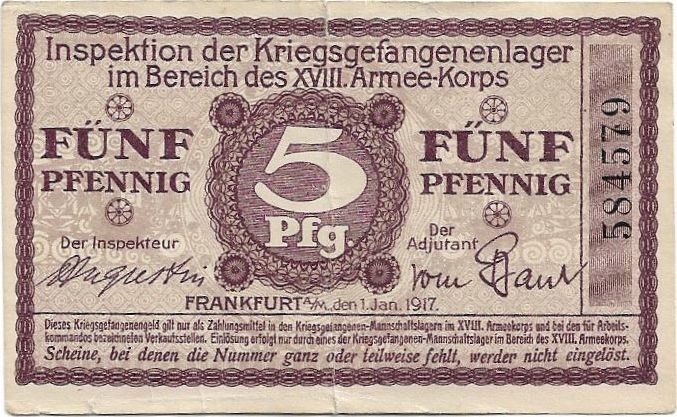 Inspektion der Kriegsgefangenenlager
im Bereich des XVIII. Armee-Korps
FÜNF
PFENNIG
5
Pfg.
FÜNF
PFENNIG
584579
Der Inspekteur
Der
Adjutant
FRANKFURT A/M., den 1. Jan. 1917.
Dieses Kriegsgefangenengeld gilt nur als Zahlungsmittel in den Kriegsgefangenen-Mannschaftslagern im XVIII. Armeekorps und bei den für Arbeits-
kommandos bezeichneten Verkaufsstellen. Einlösung erfolgt nur durch eines der Kriegsgefangenen-Mannschaftslager im Bereich des XVIII. Armeekorps.
Scheine, bei denen die Nummer ganz oder teilweise fehlt, werden nicht eingelöst.